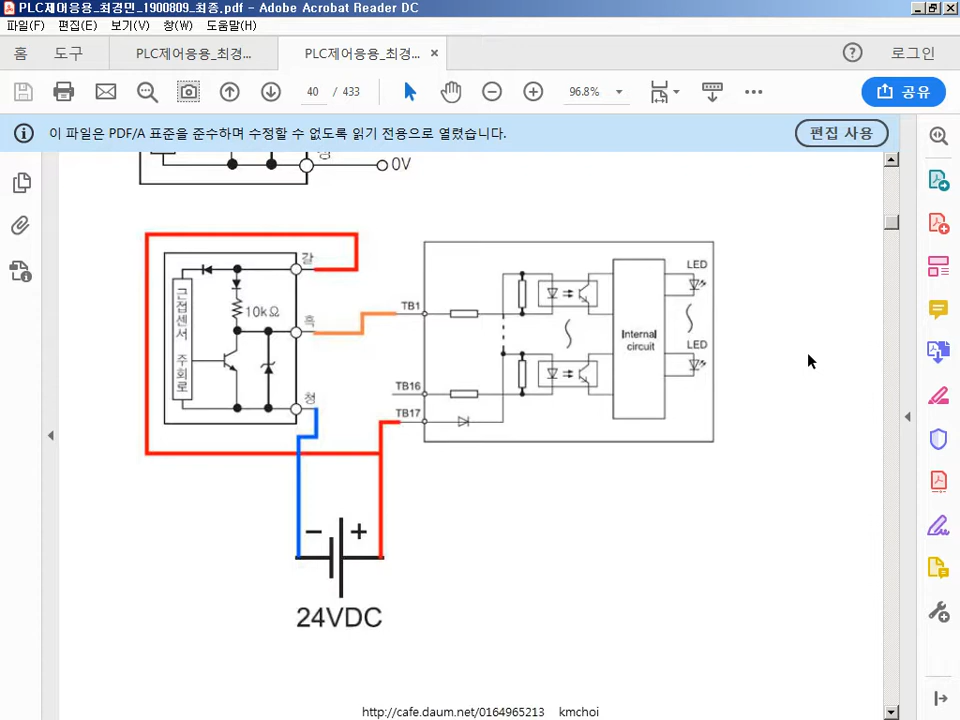 PLC제어응용_최경민_1900809_최종.pdf - Adobe Acrobat Reader DC
파일(F) 편집(E) 보기(V) 창(W) 도움말(H)
홈 도구 PLC제어응용_최경... PLC제어응용_최경... × ? 로그인
40 / 433 96.8% 공유
이 파일은 PDF/A 표준을 준수하며 수정할 수 없도록 읽기 전용으로 열렸습니다. 편집 사용
0V
갈
근접센서 주회로
10kΩ
흑
청
TB1
TB16
TB17
Internal
circuit
LED
LED
− +
24VDC
http://cafe.daum.net/0164965213 kmchoi